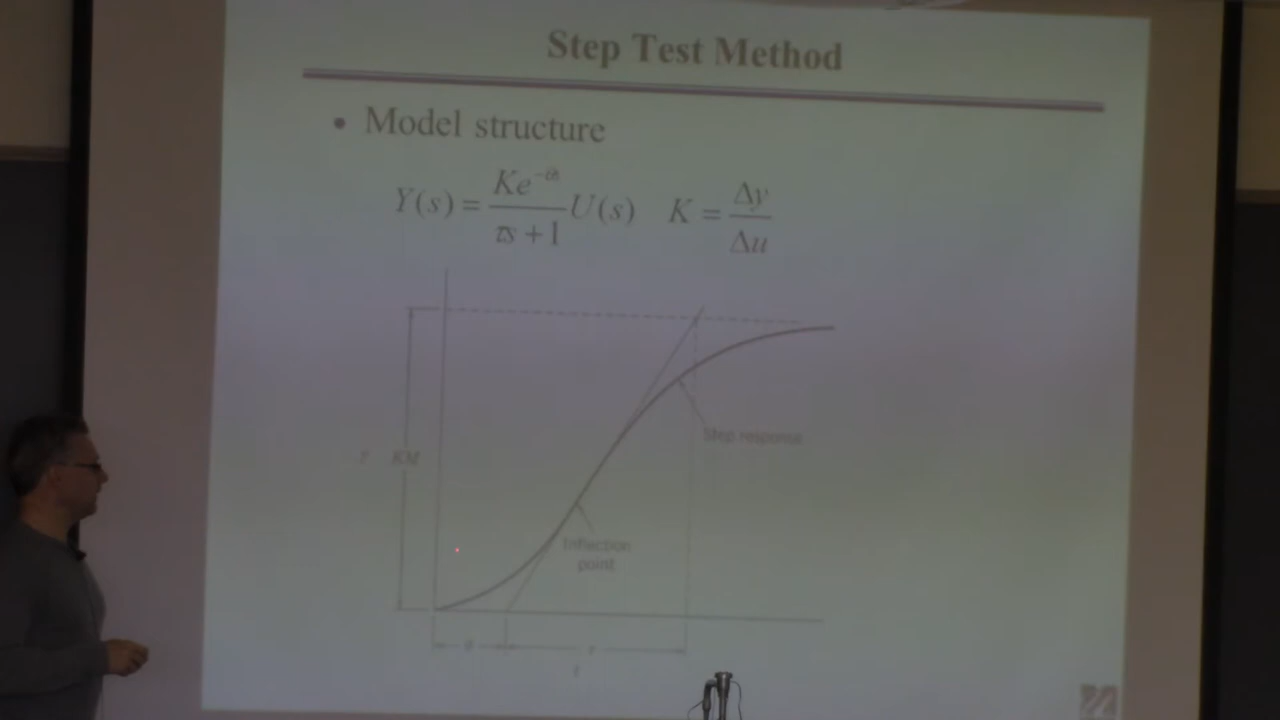 Step Test Method
• Model structure
Y(s) = Ke^{-θs} / τs + 1 U(s)   K = Δy / Δu
KM
Step response
Inflection
point
θ
t